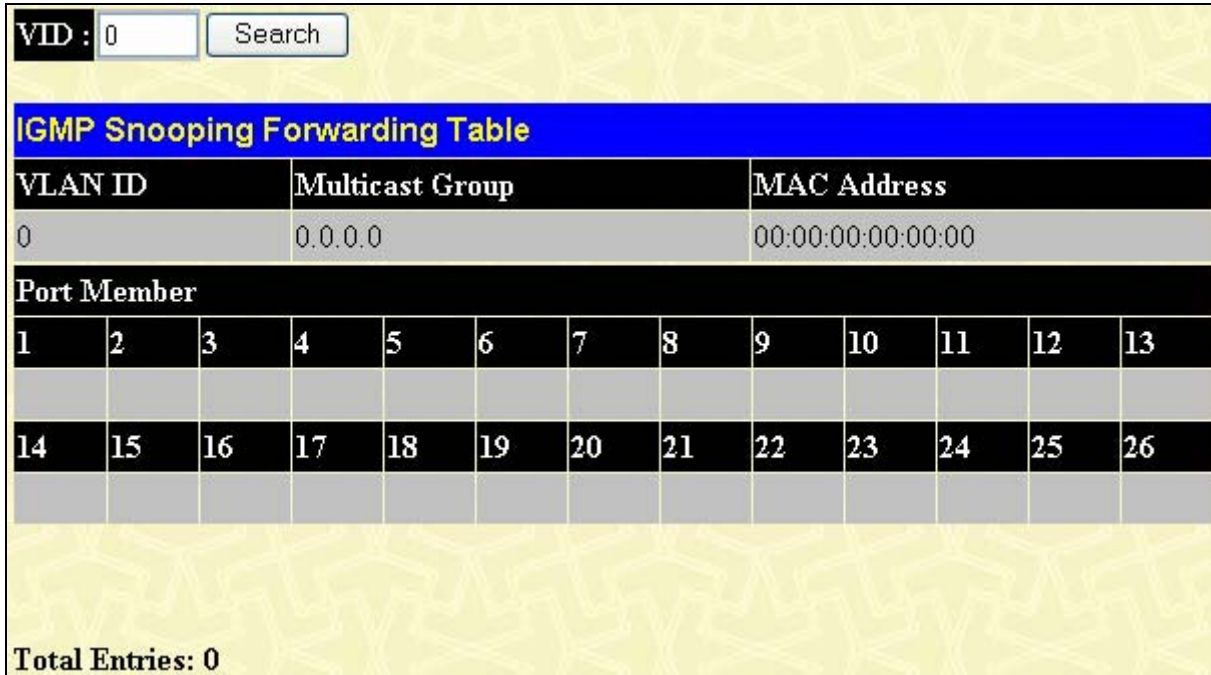 VID : 0 Search
IGMP Snooping Forwarding Table
VLAN ID Multicast Group MAC Address
0 0.0.0.0 00:00:00:00:00:00
Port Member
1 2 3 4 5 6 7 8 9 10 11 12 13
14 15 16 17 18 19 20 21 22 23 24 25 26
Total Entries: 0